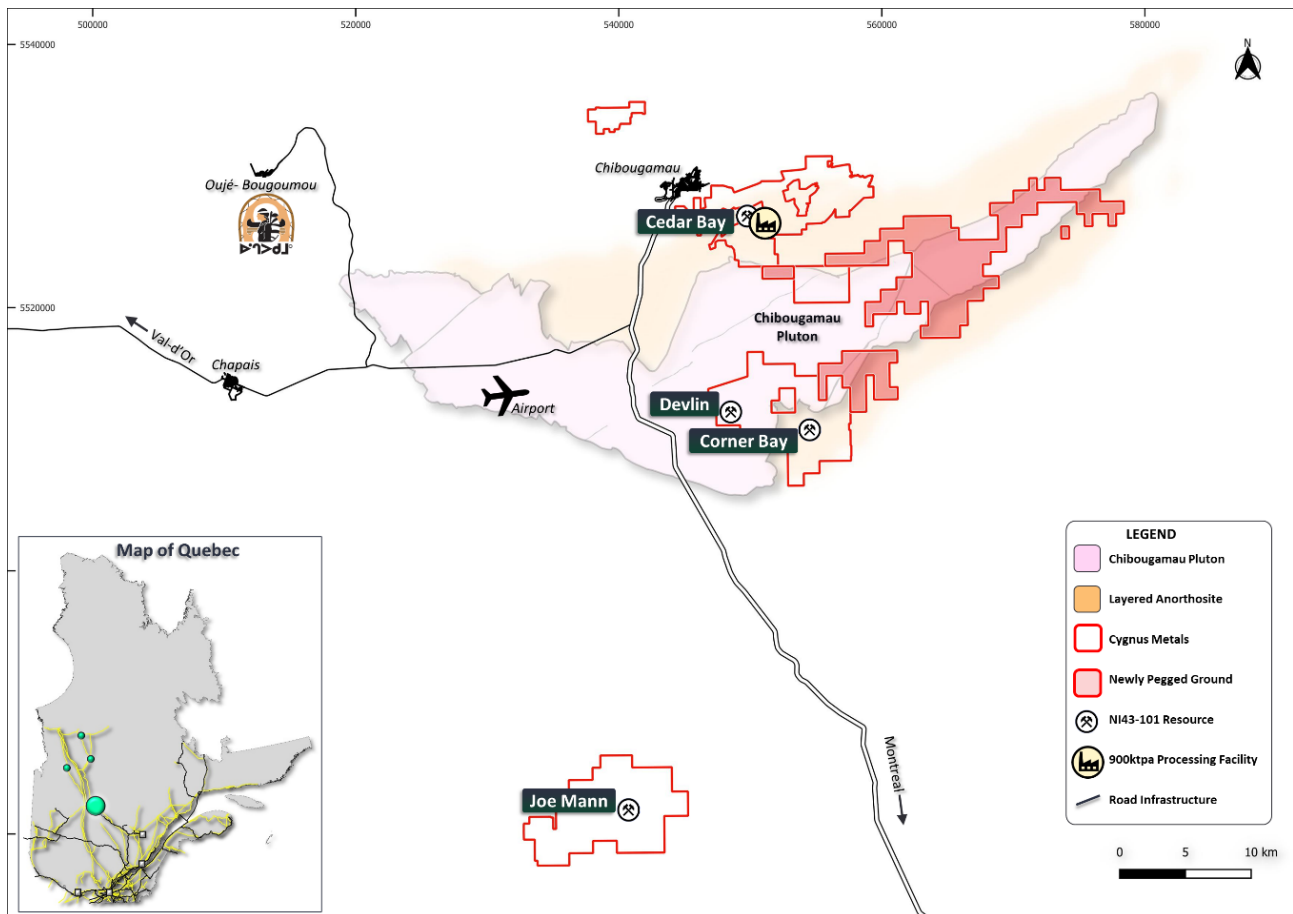 500000
520000
540000
560000
580000
5540000
5520000
Oujé- Bougoumou
Chibougamau
Cedar Bay
N
Chibougamau
Pluton
Val-d'Or
Chapais
Airport
Devlin
Corner Bay
Montreal
Joe Mann
Map of Quebec
LEGEND
Chibougamau Pluton
Layered Anorthosite
Cygnus Metals
Newly Pegged Ground
NI43-101 Resource
900ktpa Processing Facility
Road Infrastructure
0 5 10 km